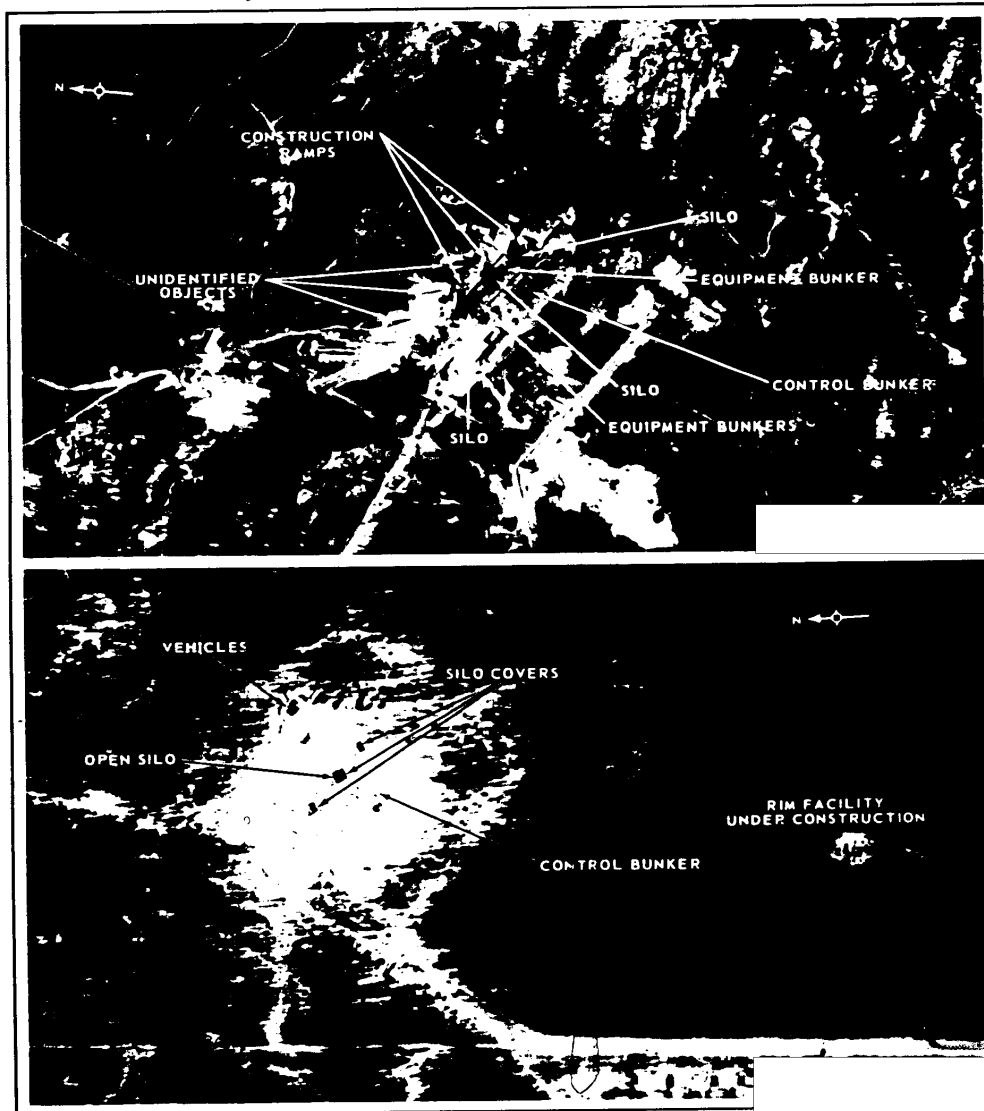 N
CONSTRUCTION
RAMPS
SILO
UNIDENTIFIED
OBJECTS
EQUIPMENT BUNKER
CONTROL BUNKER
SILO
EQUIPMENT BUNKERS
SILO
N
VEHICLES
SILO COVERS
OPEN SILO
RIM FACILITY
UNDER CONSTRUCTION
CONTROL BUNKER